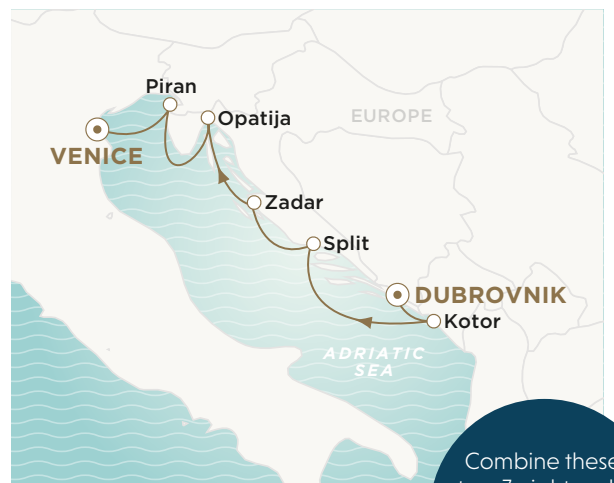 Piran
Opatija
EUROPE
VENICE
Zadar
Split
DUBROVNIK
Kotor
ADRIATIC
SEA
Combine these